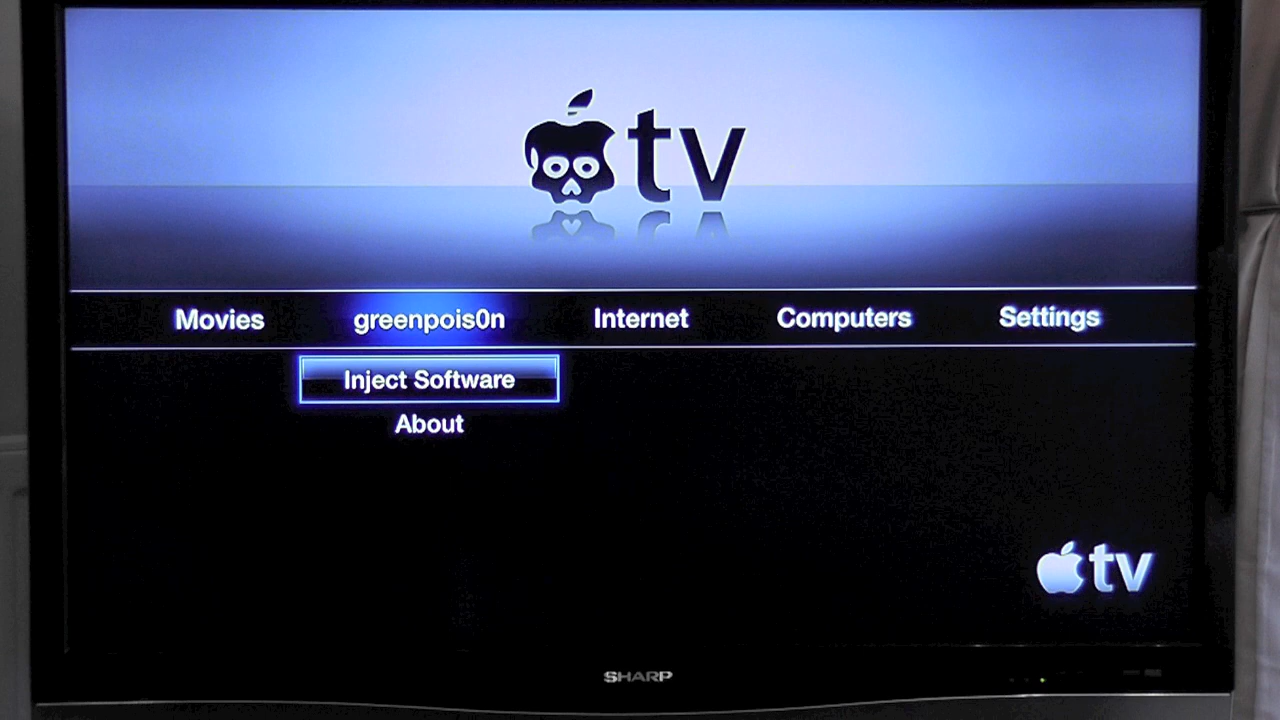 tv
Movies greenpois0n Internet Computers Settings
Inject Software
About
tv
SHARP